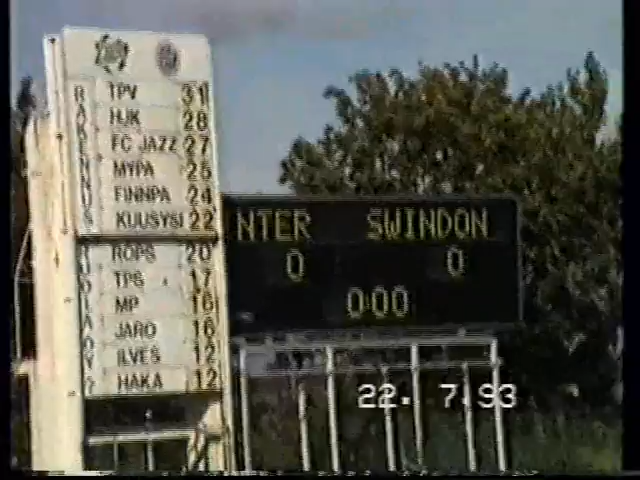 TPV 31
HJK 28
FC JAZZ 27
MYPA 25
FINNPA 24
KUUSYSI 22
ROPS 20
TPS 17
MP 16
JARO 16
ILVES 12
HAKA 12
NTER SWINDON
0 0
0:00
22. 7.93